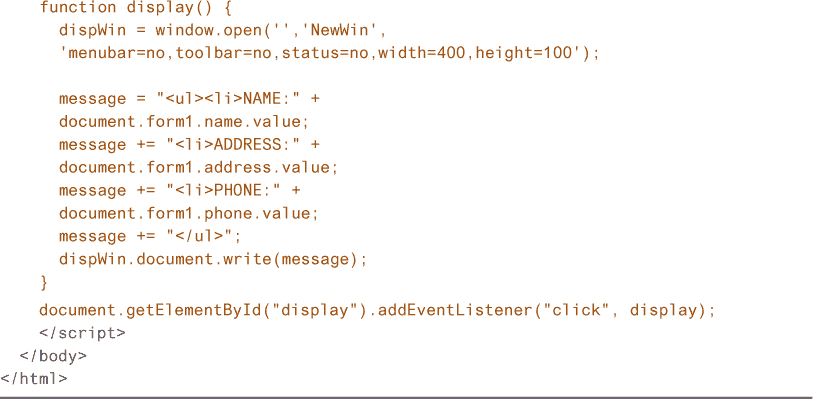 function display() {
dispWin = window.open('','NewWin',
'menubar=no,toolbar=no,status=no,width=400,height=100');
message = "<ul><li>NAME:" +
document.form1.name.value;
message += "<li>ADDRESS:" +
document.form1.address.value;
message += "<li>PHONE:" +
document.form1.phone.value;
message += "</ul>";
dispWin.document.write(message);
}
document.getElementById("display").addEventListener("click", display);
</script>
</body>
</html>